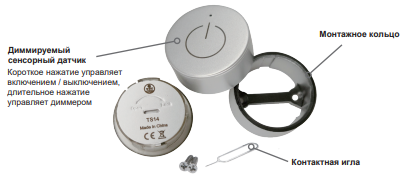 Диммируемый
сенсорный датчик
Короткое нажатие управляет
включением / выключением,
длительное нажатие
управляет диммером
Монтажное кольцо
TS14
Made in China
Контактная игла